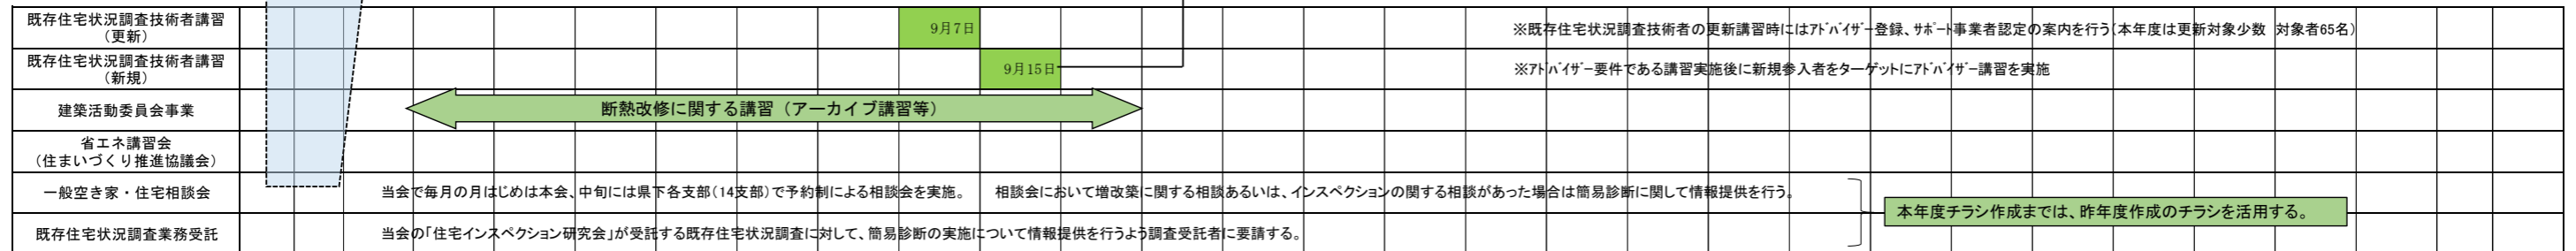 既存住宅状況調査技術者講習
（更新）
9月7日
※既存住宅状況調査技術者の更新講習時にはｱﾄﾞﾊﾞｲｻﾞｰ登録、ｻﾎﾟｰﾄ事業者認定の案内を行う（本年度は更新対象少数　対象者65名）
既存住宅状況調査技術者講習
（新規）
9月15日
※ｱﾄﾞﾊﾞｲｻﾞｰ要件である講習実施後に新規参入者をターゲットにｱﾄﾞﾊﾞｲｻﾞｰ講習を実施
建築活動委員会事業
断熱改修に関する講習（アーカイブ講習等）
省エネ講習会
（住まいづくり推進協議会）
一般空き家・住宅相談会
当会で毎月の月はじめは本会、中旬には県下各支部（14支部）で予約制による相談会を実施。　相談会において増改築に関する相談あるいは、インスペクションの関する相談があった場合は簡易診断に関して情報提供を行う。
本年度チラシ作成までは、昨年度作成のチラシを活用する。
既存住宅状況調査業務受託
当会の「住宅インスペクション研究会」が受託する既存住宅状況調査に対して、簡易診断の実施について情報提供を行うよう調査受託者に要請する。